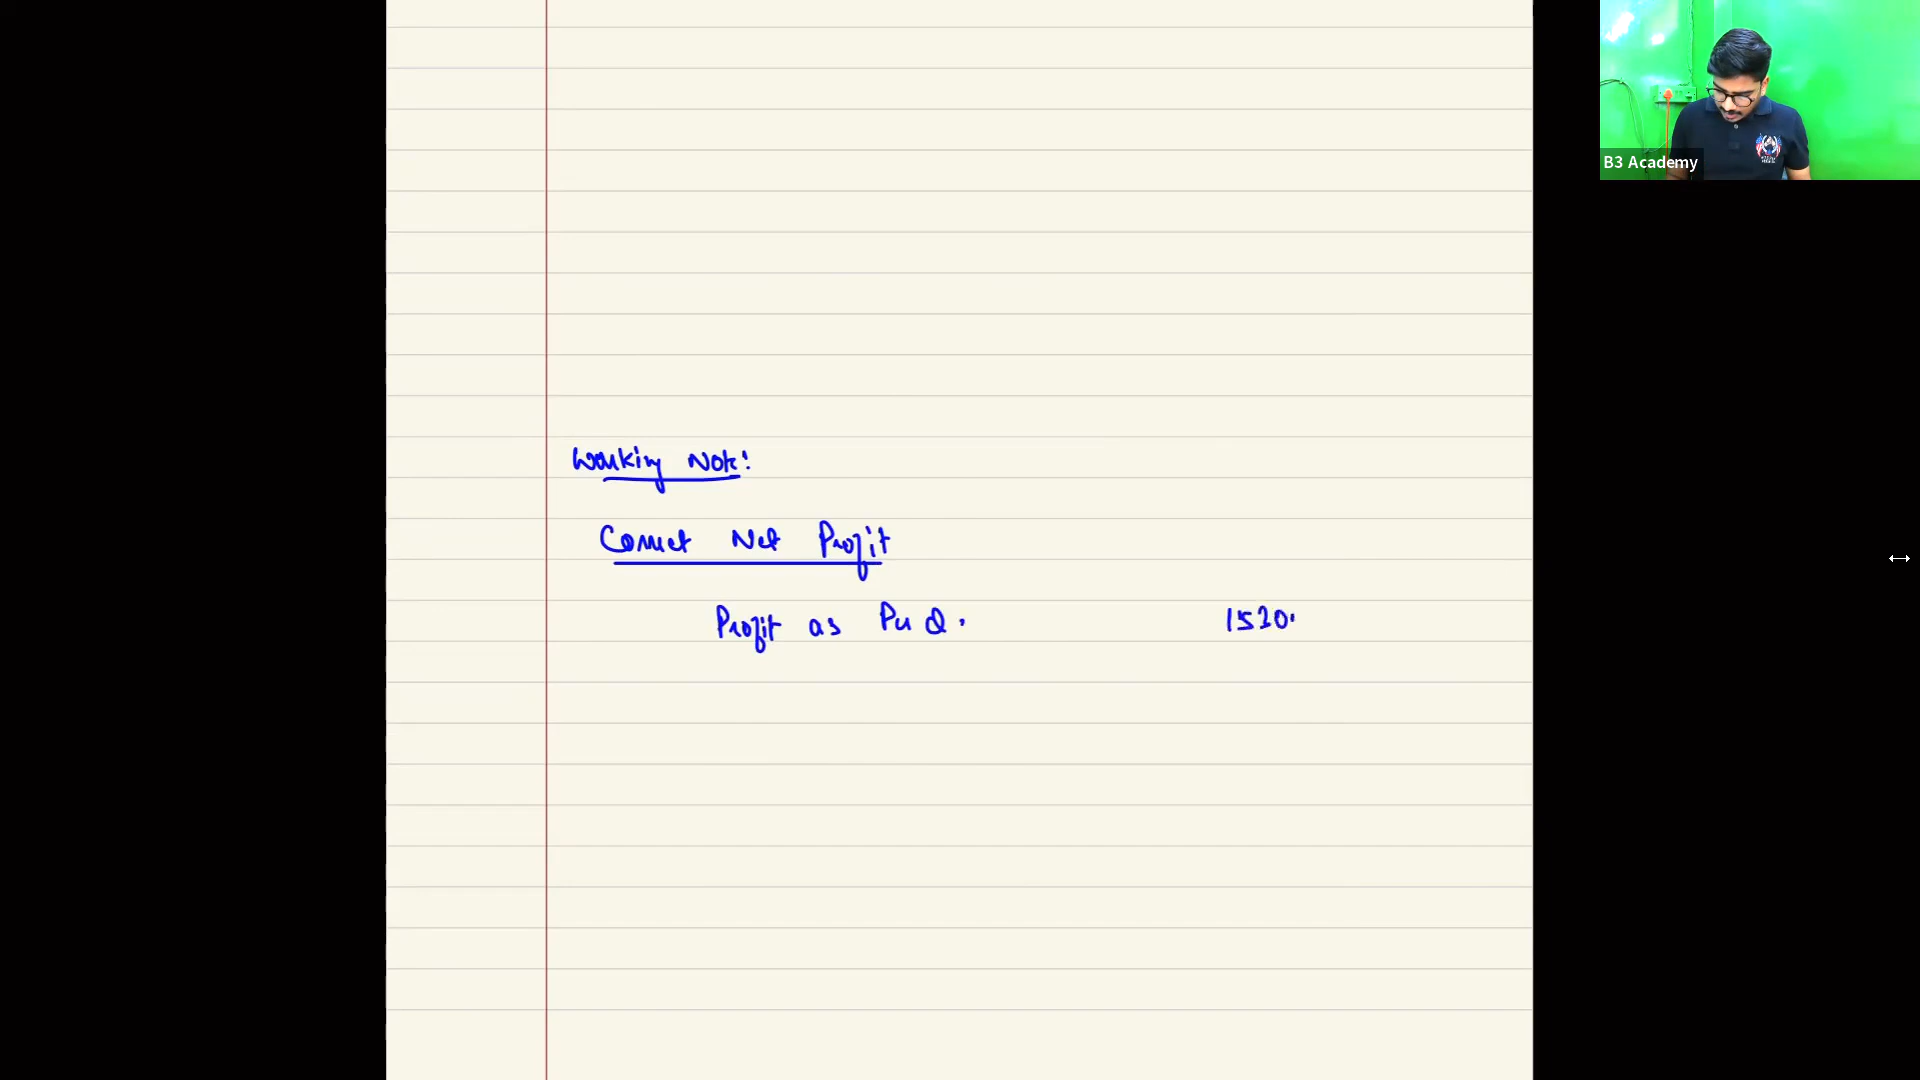 B3 Academy
Working Note:
Correct Net Profit
Profit as Per Q. 1520.